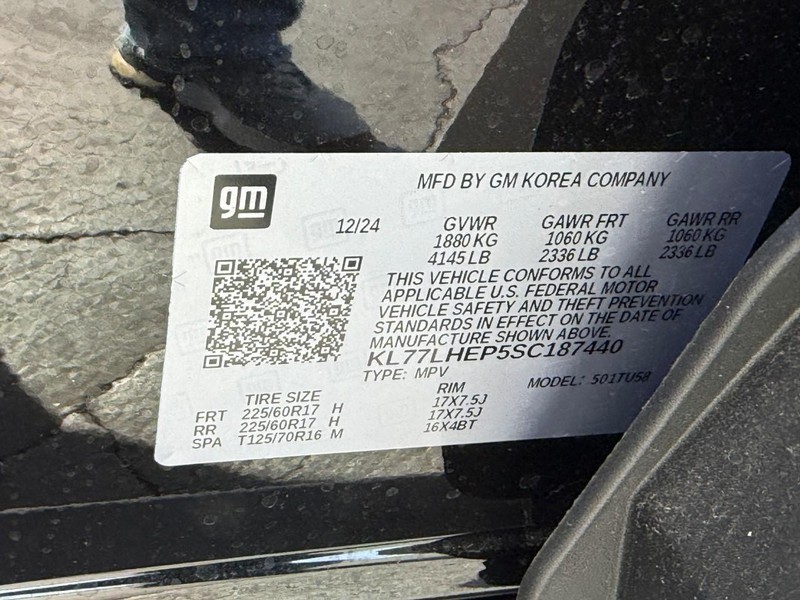 gm
MFD BY GM KOREA COMPANY
12/24 GVWR GAWR FRT GAWR RR
1880 KG 1060 KG 1060 KG
4145 LB 2336 LB 2336 LB
THIS VEHICLE CONFORMS TO ALL
APPLICABLE U.S. FEDERAL MOTOR
VEHICLE SAFETY AND THEFT PREVENTION
STANDARDS IN EFFECT ON THE DATE OF
MANUFACTURE SHOWN ABOVE.
KL77LHEP5SC187440
TYPE: MPV MODEL: 501TU58
TIRE SIZE RIM
FRT 225/60R17 H 17X7.5J
RR 225/60R17 H 17X7.5J
SPA T125/70R16 M 16X4BT